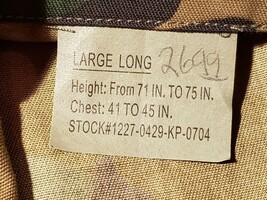 LARGE LONG 2699
Height: From 71 IN. TO 75 IN.
Chest: 41 TO 45 IN.
STOCK#1227-0429-KP-0704